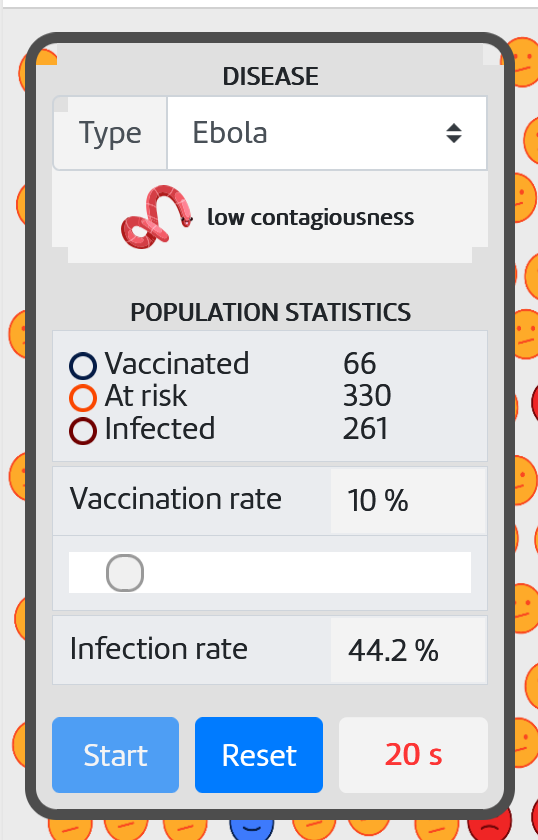 DISEASE
Type Ebola
low contagiousness
POPULATION STATISTICS
Vaccinated 66
At risk 330
Infected 261
Vaccination rate 10 %
Infection rate 44.2 %
Start Reset 20 s